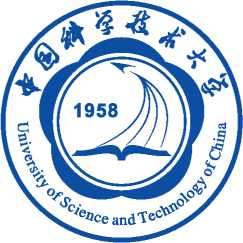 中国科学技术大学
1958
University of Science and Technology of China